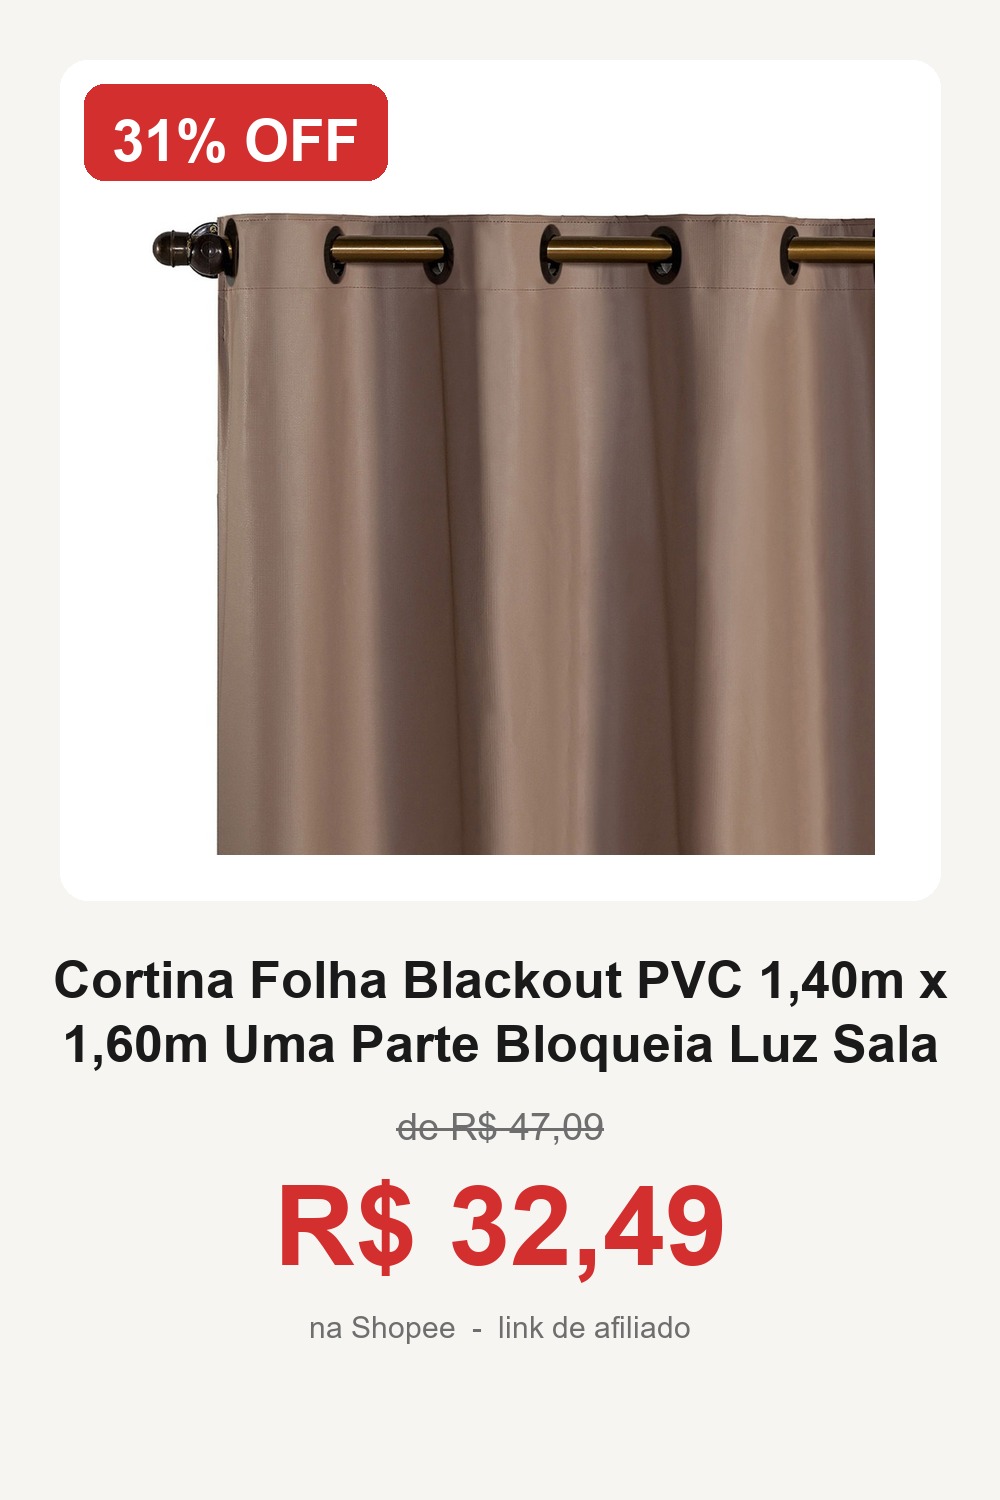 31% OFF
Cortina Folha Blackout PVC 1,40m x
1,60m Uma Parte Bloqueia Luz Sala
de R$ 47,09
R$ 32,49
na Shopee - link de afiliado